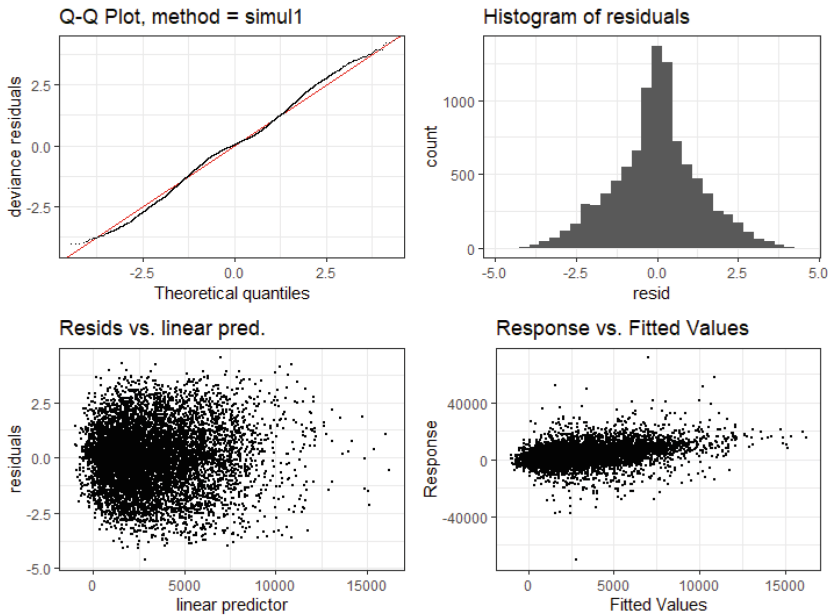 Q-Q Plot, method = simul1
deviance residuals
2.5
0.0
-2.5
-2.5
0.0
2.5
Theoretical quantiles
Histogram of residuals
count
1000
500
0
-5.0
-2.5
0.0
2.5
5.0
resid
Resids vs. linear pred.
residuals
2.5
0.0
-2.5
-5.0
0
5000
10000
15000
linear predictor
Response vs. Fitted Values
Response
40000
0
-40000
0
5000
10000
15000
Fitted Values